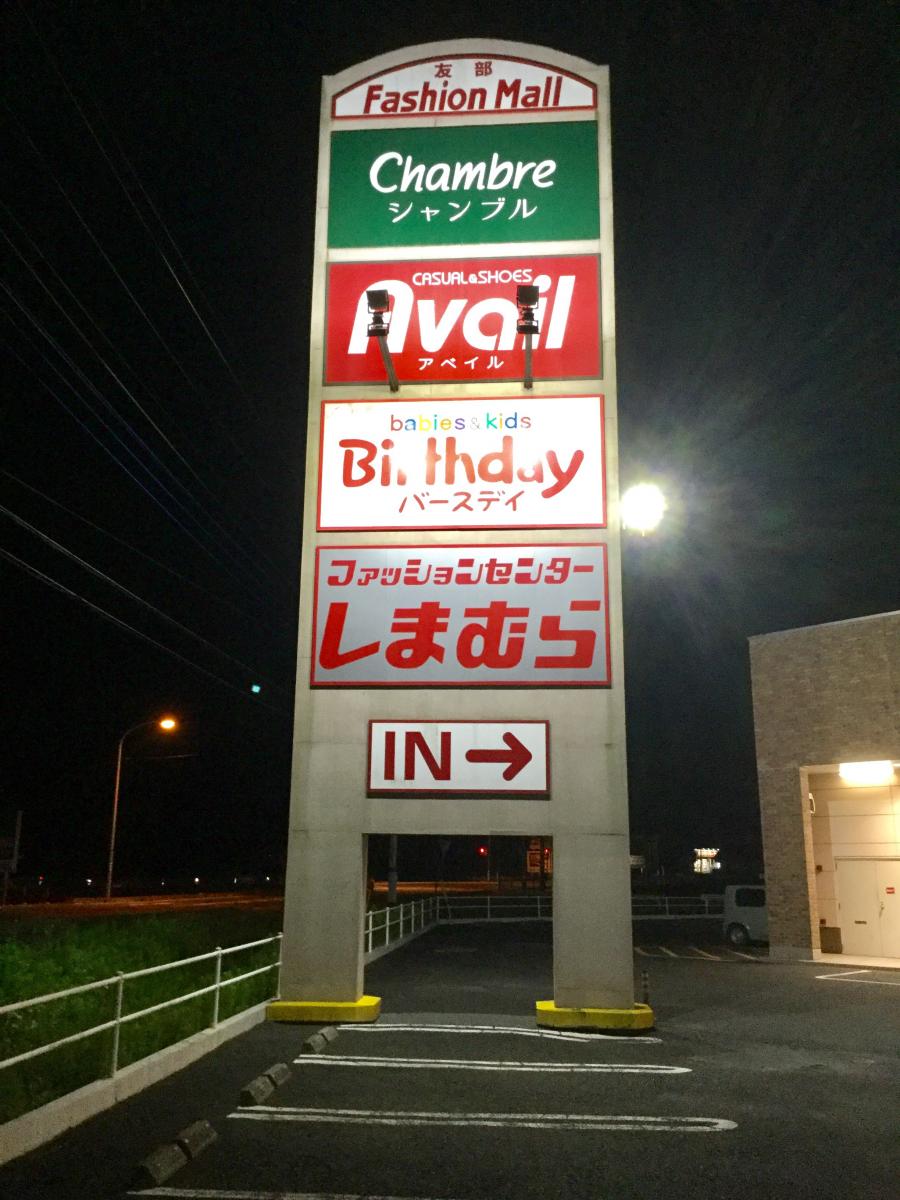 友部
Fashion Mall
Chambre
シャンブル
CASUAL&SHOES
Avail
アベイル
babies & kids
Birthday
バースデイ
ファッションセンター
しまむら
IN →